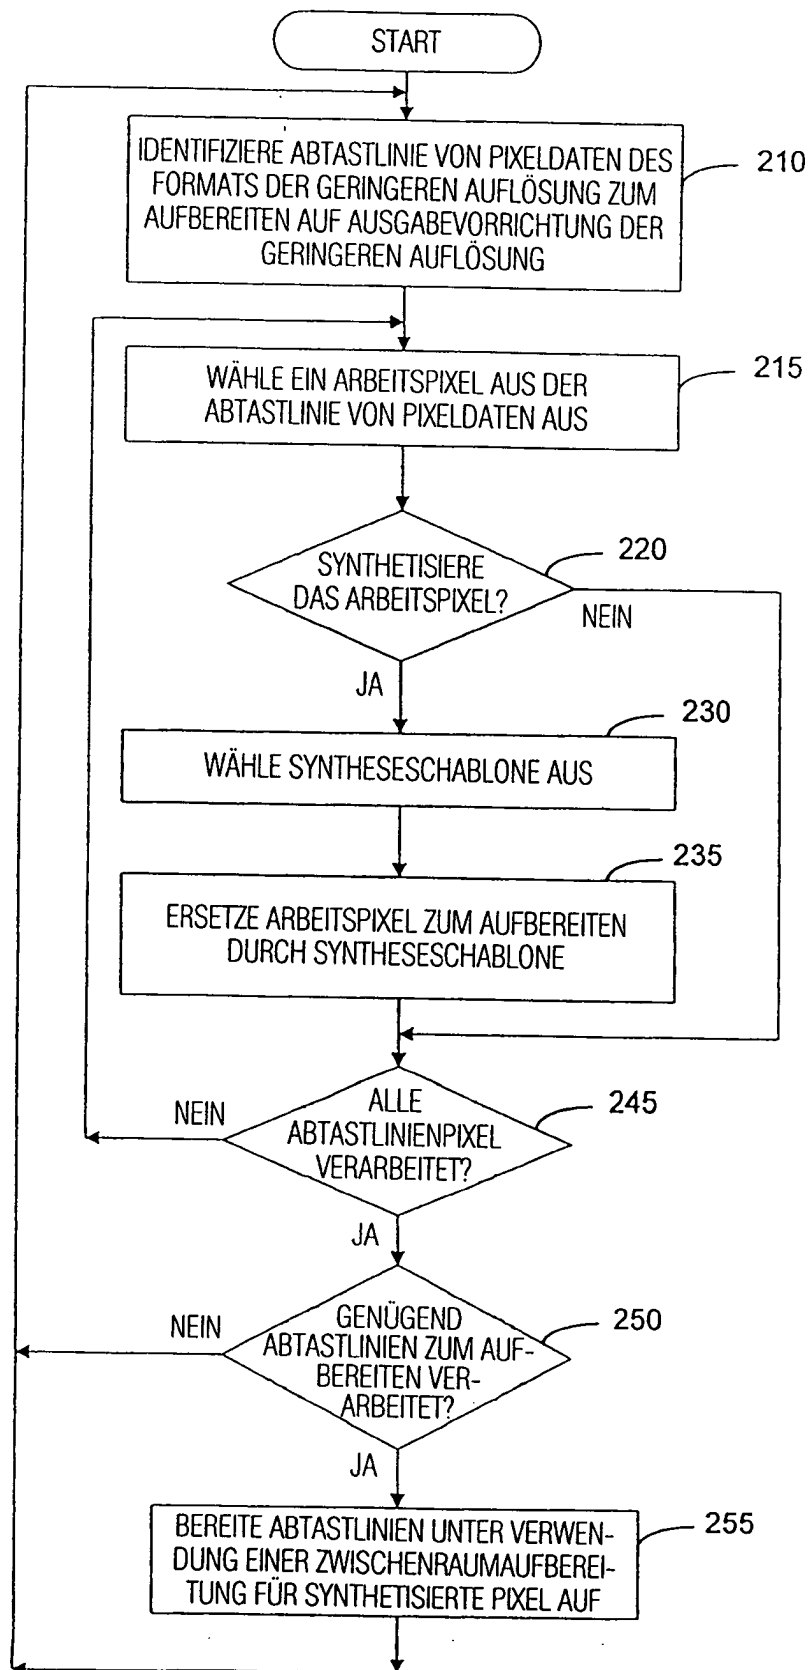 START
IDENTIFIZIERE ABTASTLINIE VON PIXELDATEN DES
FORMATS DER GERINGEREN AUFLÖSUNG ZUM
AUFBEREITEN AUF AUSGABEVORRICHTUNG DER
GERINGEREN AUFLÖSUNG
210
WÄHLE EIN ARBEITSPIXEL AUS DER
ABTASTLINIE VON PIXELDATEN AUS
215
SYNTHETISIERE
DAS ARBEITSPIXEL?
220
NEIN
JA
230
WÄHLE SYNTHESESCHABLONE AUS
235
ERSETZE ARBEITSPIXEL ZUM AUFBEREITEN
DURCH SYNTHESESCHABLONE
NEIN
ALLE
ABTASTLINIENPIXEL
VERARBEITET?
245
JA
NEIN
GENÜGEND
ABTASTLINIEN ZUM AUF-
BEREITEN VER-
ARBEITET?
250
JA
BEREITE ABTASTLINIEN UNTER VERWEN-
DUNG EINER ZWISCHENRAUMAUFBEREI-
TUNG FÜR SYNTHETISIERTE PIXEL AUF
255